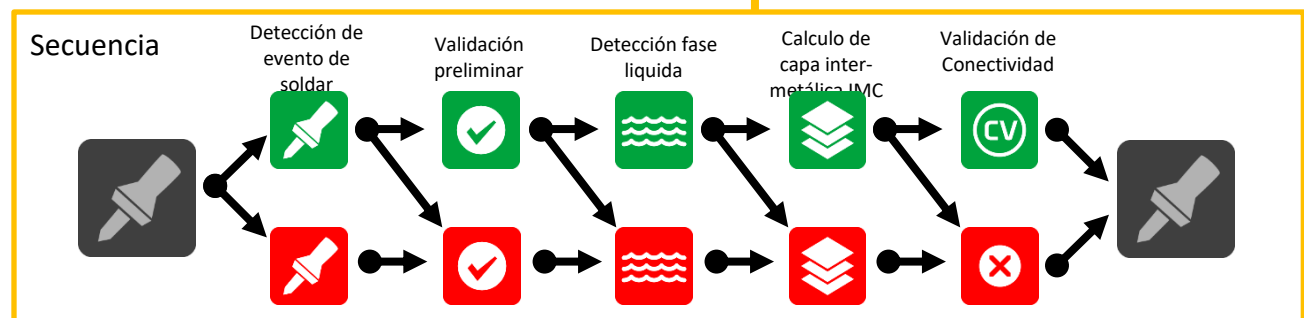 Secuencia
Detección de
evento de
soldar
Validación
preliminar
Detección fase
liquida
Calculo de
capa inter-
metálica IMC
Validación de
Conectividad
CV